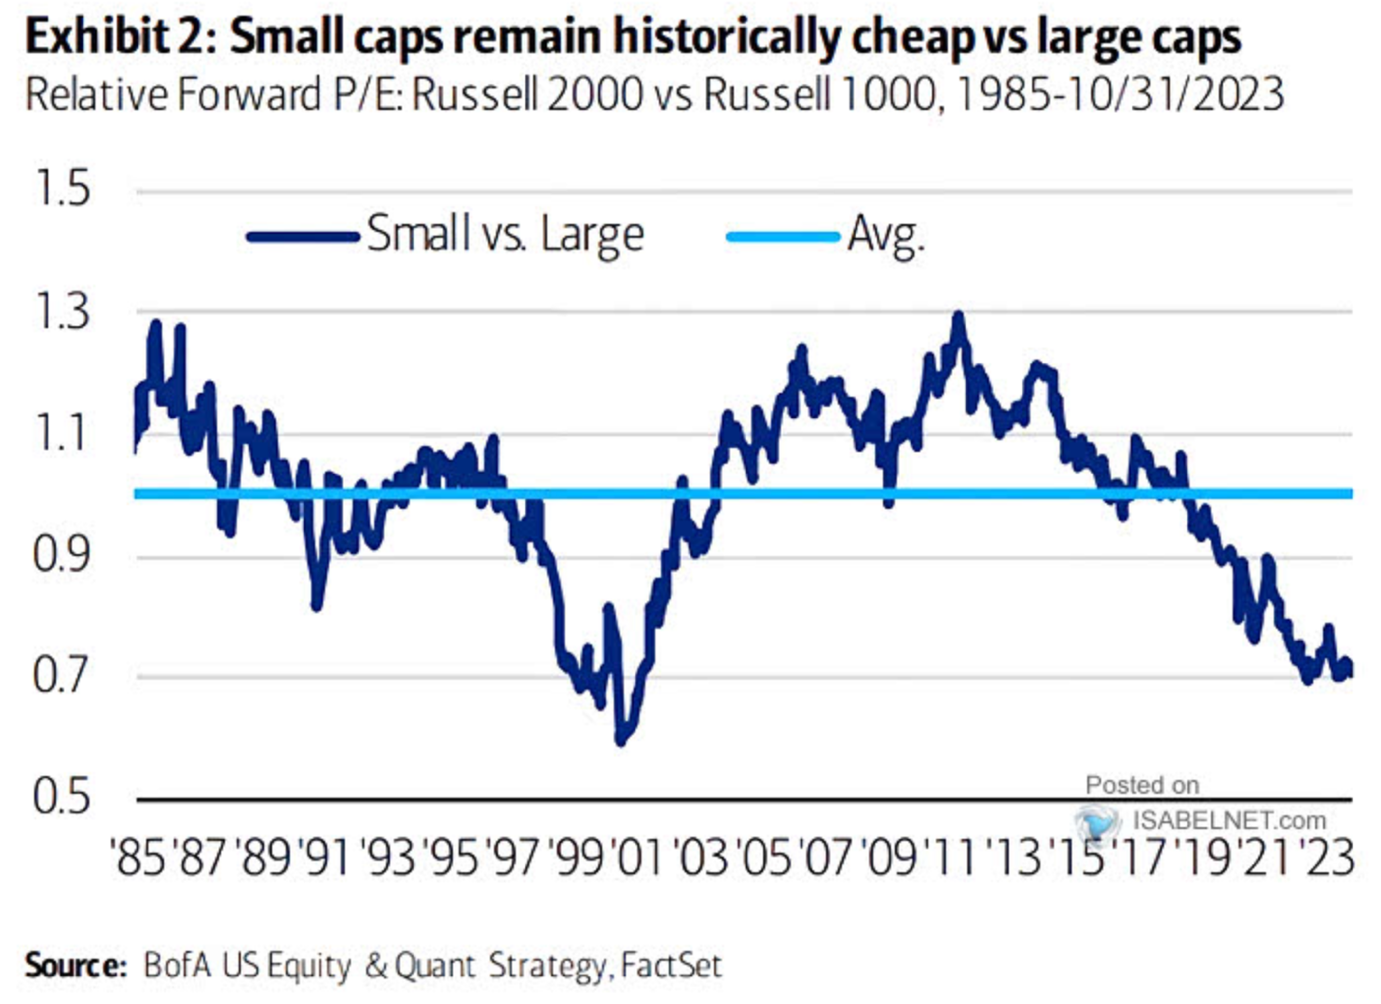 Exhibit 2: Small caps remain historically cheap vs large caps
Relative Forward P/E: Russell 2000 vs Russell 1000, 1985-10/31/2023
1.5
Small vs. Large Avg.
1.3
1.1
0.9
0.7
0.5
Posted on
ISABELNET.com
'85 '87 '89 '91 '93 '95 '97 '99 '01 '03 '05 '07 '09 '11 '13 '15 '17 '19 '21 '23
Source: BofA US Equity & Quant Strategy, FactSet